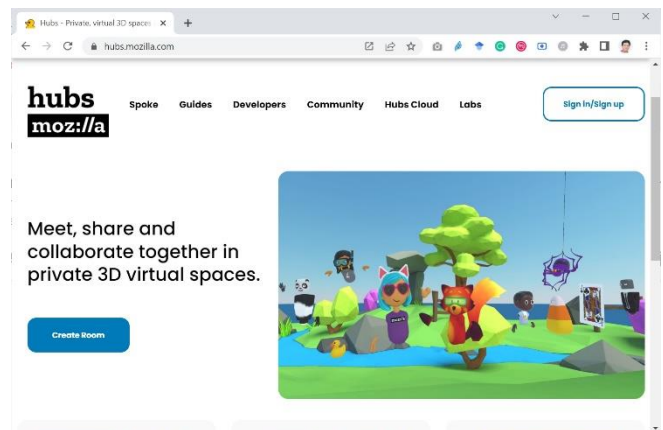 Hubs - Private, virtual 3D spaces
hubs.mozilla.com
hubs
moz://a
Spoke Guides Developers Community Hubs Cloud Labs
Sign in/Sign up
Meet, share and
collaborate together in
private 3D virtual spaces.
Create Room